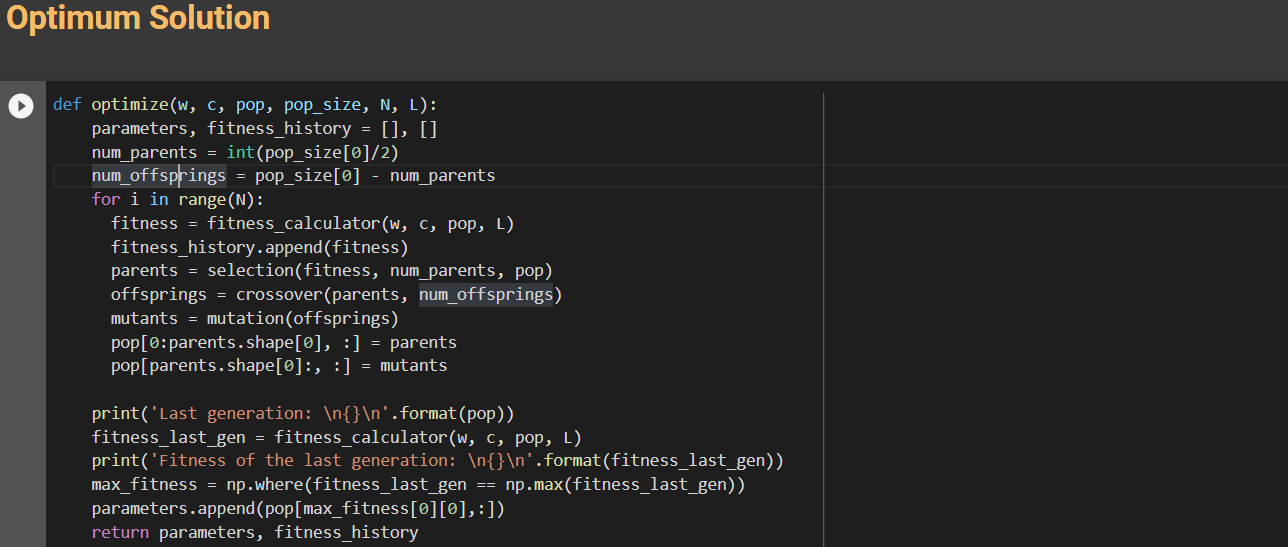 Optimum Solution
def optimize(w, c, pop, pop_size, N, L):
    parameters, fitness_history = [], []
    num_parents = int(pop_size[0]/2)
    num_offsprings = pop_size[0] - num_parents
    for i in range(N):
      fitness = fitness_calculator(w, c, pop, L)
      fitness_history.append(fitness)
      parents = selection(fitness, num_parents, pop)
      offsprings = crossover(parents, num_offsprings)
      mutants = mutation(offsprings)
      pop[0:parents.shape[0], :] = parents
      pop[parents.shape[0]:, :] = mutants
    print('Last generation: \n{}\n'.format(pop))
    fitness_last_gen = fitness_calculator(w, c, pop, L)
    print('Fitness of the last generation: \n{}\n'.format(fitness_last_gen))
    max_fitness = np.where(fitness_last_gen == np.max(fitness_last_gen))
    parameters.append(pop[max_fitness[0][0],:])
    return parameters, fitness_history